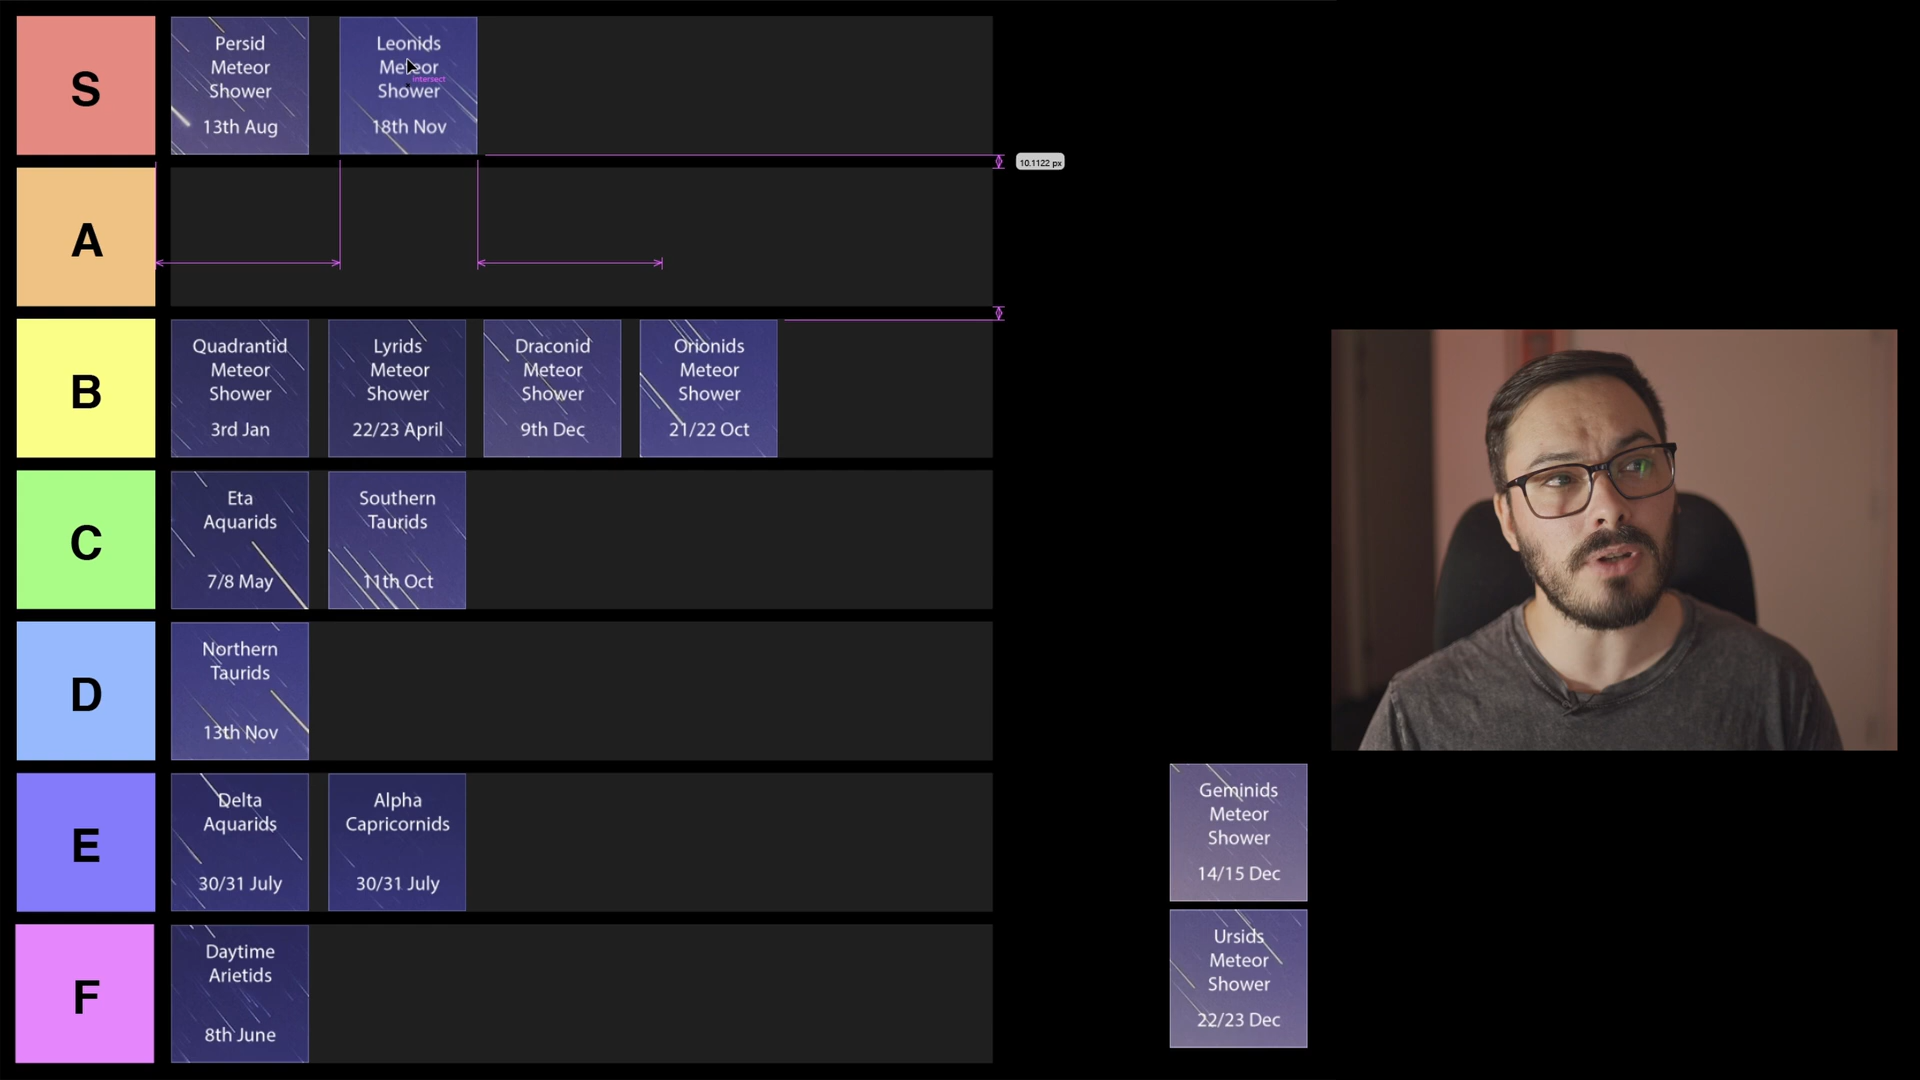 S
Persid
Meteor
Shower
13th Aug
Leonids
Meteor
Shower
18th Nov
intersect
10.1122 px
A
B
Quadrantid
Meteor
Shower
3rd Jan
Lyrids
Meteor
Shower
22/23 April
Draconid
Meteor
Shower
9th Dec
Orionids
Meteor
Shower
21/22 Oct
C
Eta
Aquarids
7/8 May
Southern
Taurids
11th Oct
D
Northern
Taurids
13th Nov
E
Delta
Aquarids
30/31 July
Alpha
Capricornids
30/31 July
F
Daytime
Arietids
8th June
Geminids
Meteor
Shower
14/15 Dec
Ursids
Meteor
Shower
22/23 Dec